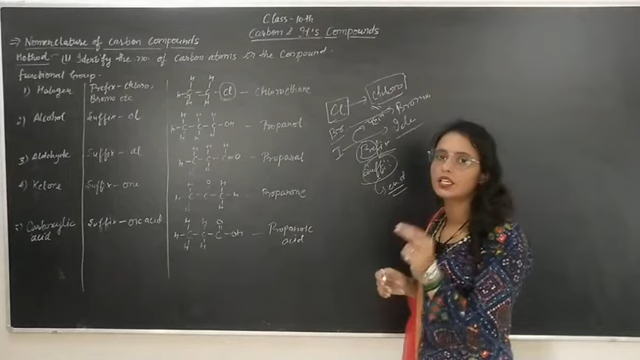 Class-10th
Carbon & It's Compounds
⇒ Nomenclature of Carbon Compounds
Method:- (1) Identify the no. of Carbon atoms in the Compound.
Functional Group-
1) Halogen | Prefix- Chloro, Bromo etc | Cl — Chloroethane
2) Alcohol | Suffix- ol | OH — Propanol
3) Aldehyde | Suffix- al | Propanal
4) Ketone | Suffix- one | Propanone
5) Carboxylic acid | Suffix- oic acid | OH — Propanoic acid
Cl → Chloro
Br → Bromo
I →
Prefix
Suffix